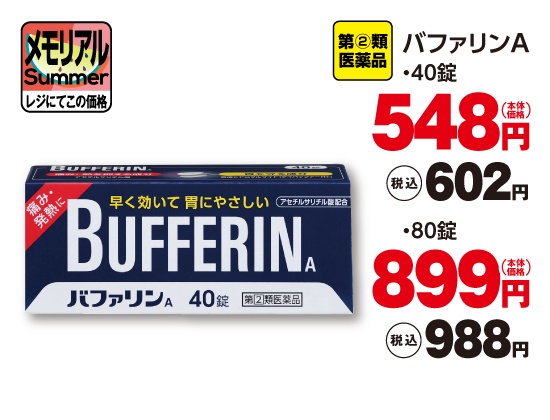 メモリアル
Summer
レジにてこの価格
第②類
医薬品
バファリンA
・40錠
548円(本体価格)
税込602円
・80錠
899円(本体価格)
税込988円
BUFFERIN A
40錠
痛み・
発熱に
早く効いて 胃にやさしい
アセチルサリチル酸配合
BUFFERIN A
バファリンA 40錠 第②類医薬品